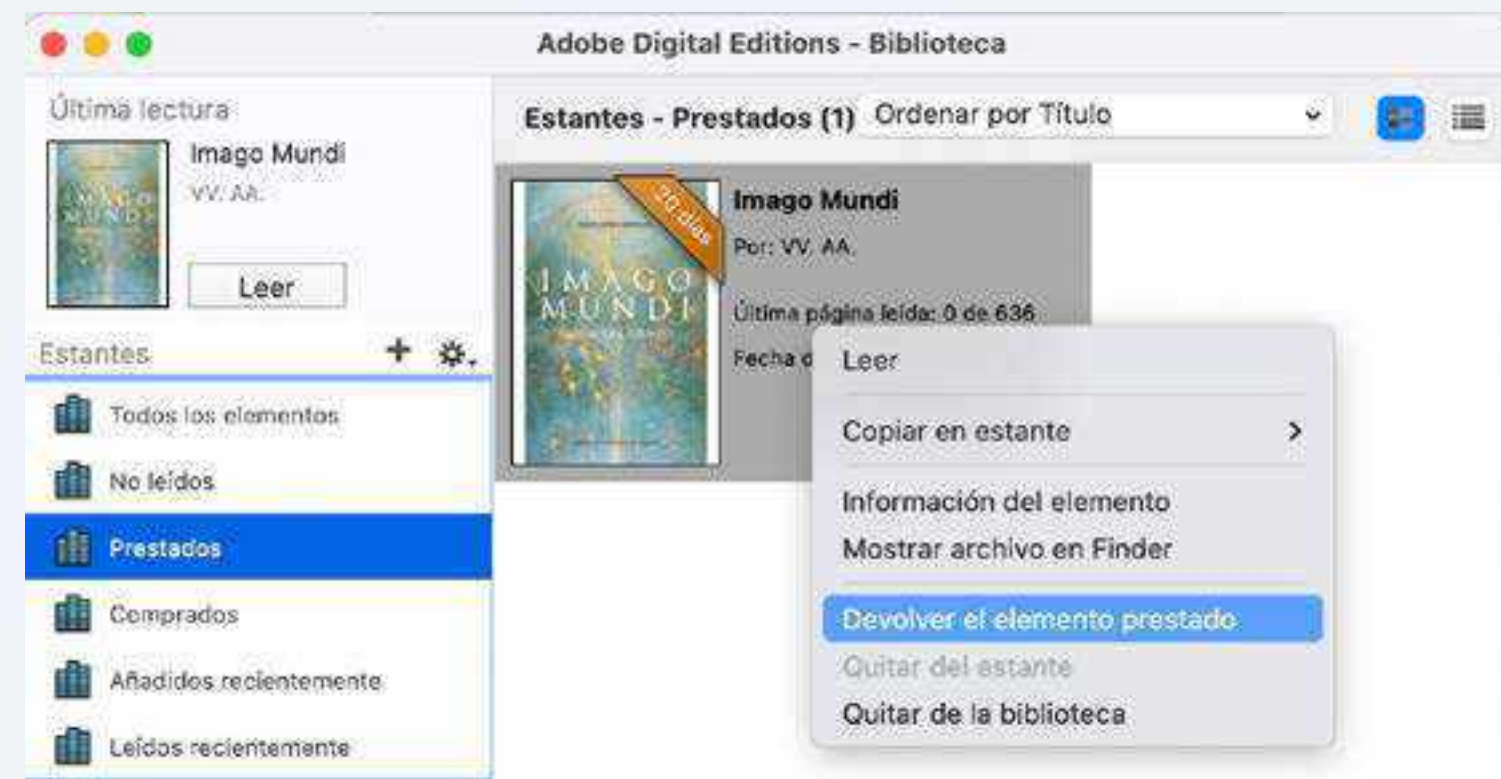 Adobe Digital Editions - Biblioteca
Última lectura
Imago Mundi
VV. AA.
Leer
Estantes
Todos los elementos
No leídos
Prestados
Comprados
Añadidos recientemente
Leídos recientemente
Estantes - Prestados (1)
Ordenar por Título
IMAGO
MUNDI
Imago Mundi
Por: VV. AA.
Última página leída: 0 de 636
Fecha d
Leer
Copiar en estante
Información del elemento
Mostrar archivo en Finder
Devolver el elemento prestado
Quitar del estante
Quitar de la biblioteca